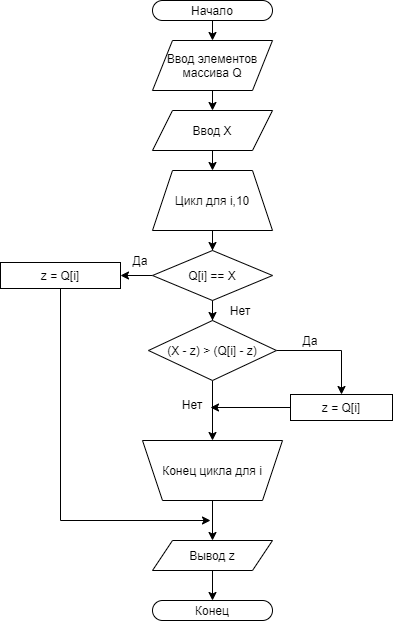 Начало
Ввод элементов
массива Q
Ввод X
Цикл для i,10
Да
z = Q[i]
Q[i] == X
Нет
(X - z) > (Q[i] - z)
Да
Нет
z = Q[i]
Конец цикла для i
Вывод z
Конец